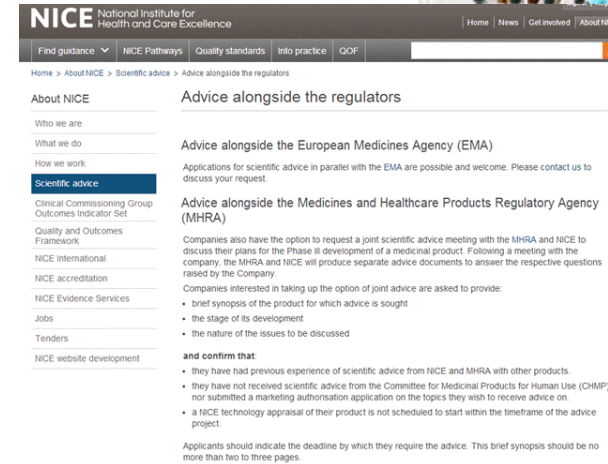 NICE National Institute for
Health and Care Excellence
Home News Get involved About NI
Find guidance NICE Pathways Quality standards Into practice QOF
Home > About NICE > Scientific advice > Advice alongside the regulators
About NICE
Who we are
What we do
How we work
Scientific advice
Clinical Commissioning Group
Outcomes Indicator Set
Quality and Outcomes
Framework
NICE International
NICE accreditation
NICE Evidence Services
Jobs
Tenders
NICE website development
Advice alongside the regulators
Advice alongside the European Medicines Agency (EMA)
Applications for scientific advice in parallel with the EMA are possible and welcome. Please contact us to
discuss your request.
Advice alongside the Medicines and Healthcare Products Regulatory Agency
(MHRA)
Companies also have the option to request a joint scientific advice meeting with the MHRA and NICE to
discuss their plans for the Phase III development of a medicinal product. Following a meeting with the
company, the MHRA and NICE will produce separate advice documents to answer the respective questions
raised by the Company.
Companies interested in taking up the option of joint advice are asked to provide:
• brief synopsis of the product for which advice is sought
• the stage of its development
• the nature of the issues to be discussed
and confirm that:
• they have had previous experience of scientific advice from NICE and MHRA with other products.
• they have not received scientific advice from the Committee for Medicinal Products for Human Use (CHMP)
nor submitted a marketing authorisation application on the topics they wish to receive advice on.
• a NICE technology appraisal of their product is not scheduled to start within the timeframe of the advice
project.
Applicants should indicate the deadline by which they require the advice. This brief synopsis should be no
more than two to three pages.